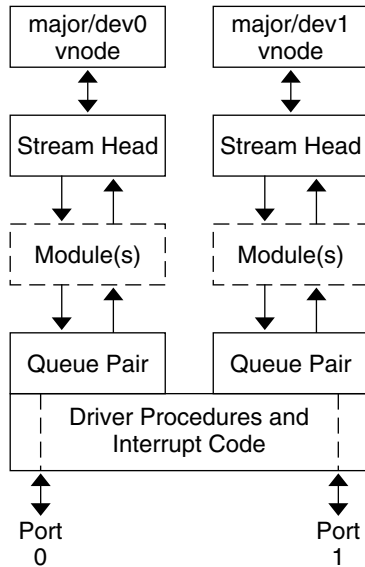 major/dev0
vnode
major/dev1
vnode
Stream Head
Stream Head
Module(s)
Module(s)
Queue Pair
Queue Pair
Driver Procedures and
Interrupt Code
Port
0
Port
1